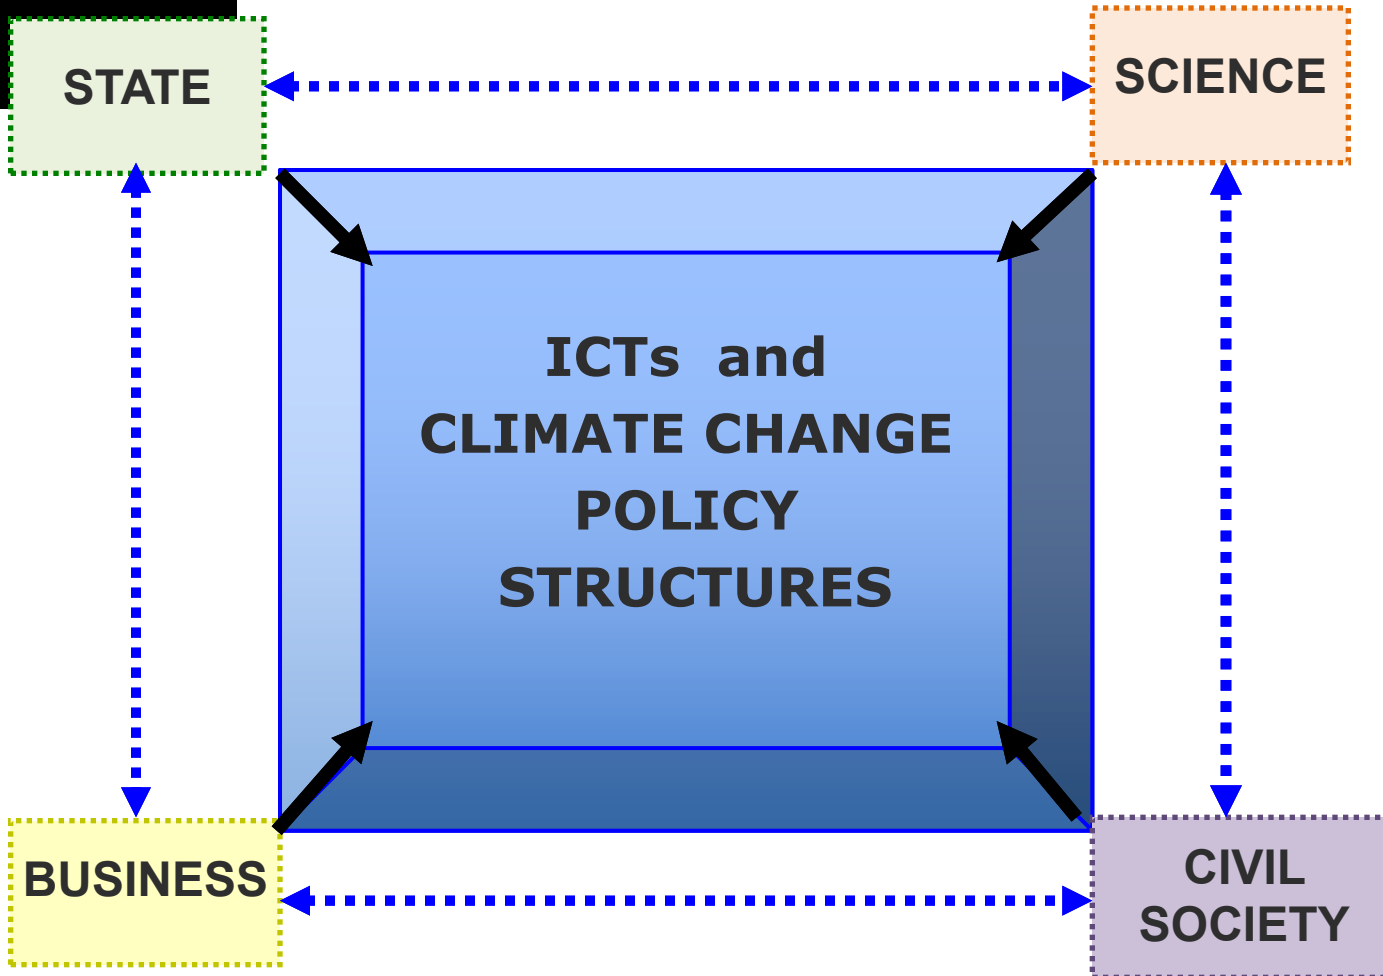 STATE
SCIENCE
ICTs and
CLIMATE CHANGE
POLICY
STRUCTURES
BUSINESS
CIVIL
SOCIETY